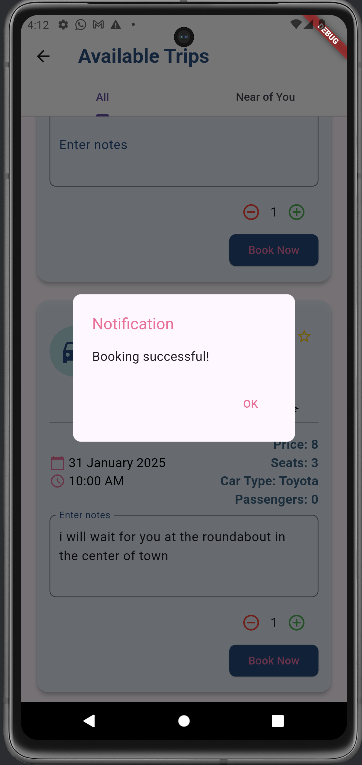 4:12
DEBUG
Available Trips
All
Near of You
Enter notes
1
Book Now
Notification
Booking successful!
OK
Price: 8
31 January 2025
Seats: 3
10:00 AM
Car Type: Toyota
Passengers: 0
Enter notes
i will wait for you at the roundabout in
the center of town
1
Book Now